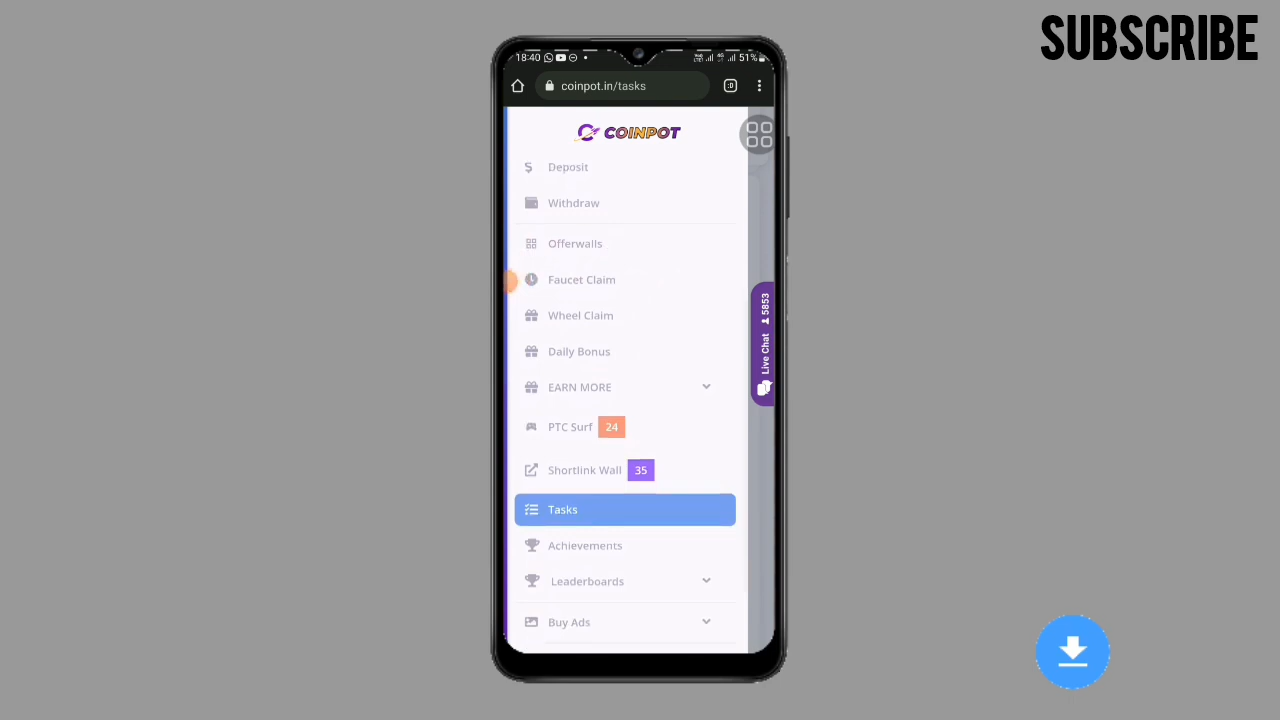 SUBSCRIBE
18:40
51%
coinpot.in/tasks
COINPOT
Deposit
Withdraw
Offerwalls
Faucet Claim
Wheel Claim
Daily Bonus
EARN MORE
PTC Surf 24
Shortlink Wall 35
Tasks
Achievements
Leaderboards
Buy Ads
Live Chat 5853